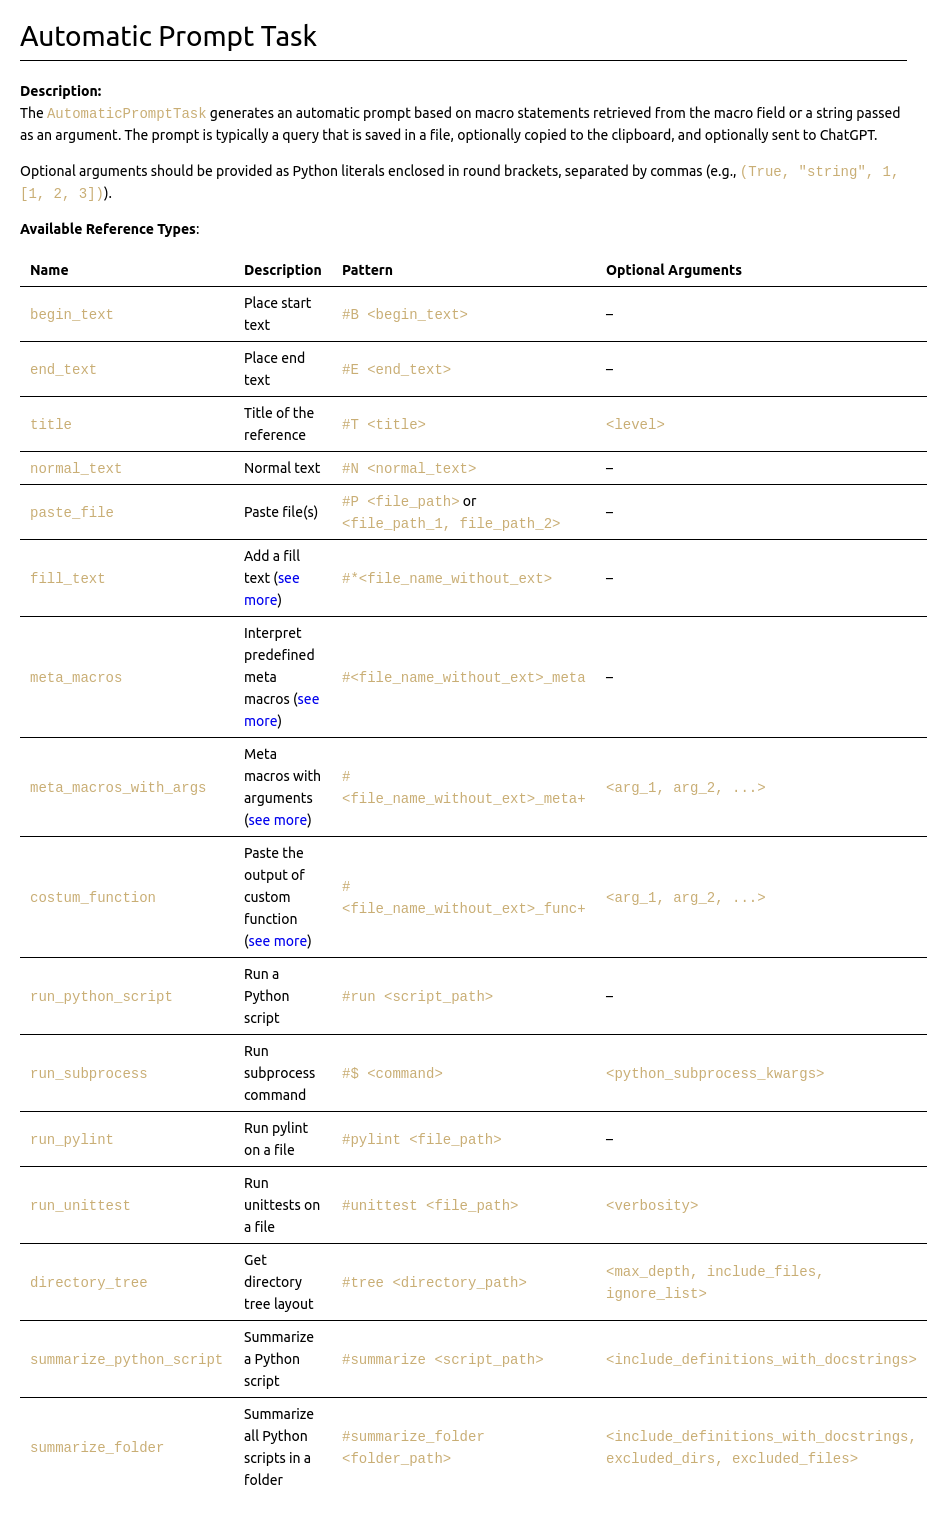 Automatic Prompt Task
Description:
The AutomaticPromptTask generates an automatic prompt based on macro statements retrieved from the macro field or a string passed
as an argument. The prompt is typically a query that is saved in a file, optionally copied to the clipboard, and optionally sent to ChatGPT.
Optional arguments should be provided as Python literals enclosed in round brackets, separated by commas (e.g., (True, "string", 1,
[1, 2, 3])).
Available Reference Types:
Name Description Pattern Optional Arguments
begin_text Place start text #B <begin_text> –
end_text Place end text #E <end_text> –
title Title of the reference #T <title> <level>
normal_text Normal text #N <normal_text> –
paste_file Paste file(s) #P <file_path> or <file_path_1, file_path_2> –
fill_text Add a fill text (see more) #*<file_name_without_ext> –
meta_macros Interpret predefined meta macros (see more) #<file_name_without_ext>_meta –
meta_macros_with_args Meta macros with arguments (see more) #<file_name_without_ext>_meta+ <arg_1, arg_2, ...>
costum_function Paste the output of custom function (see more) #<file_name_without_ext>_func+ <arg_1, arg_2, ...>
run_python_script Run a Python script #run <script_path> –
run_subprocess Run subprocess command #$ <command> <python_subprocess_kwargs>
run_pylint Run pylint on a file #pylint <file_path> –
run_unittest Run unittests on a file #unittest <file_path> <verbosity>
directory_tree Get directory tree layout #tree <directory_path> <max_depth, include_files, ignore_list>
summarize_python_script Summarize a Python script #summarize <script_path> <include_definitions_with_docstrings>
summarize_folder Summarize all Python scripts in a folder #summarize_folder <folder_path> <include_definitions_with_docstrings, excluded_dirs, excluded_files>